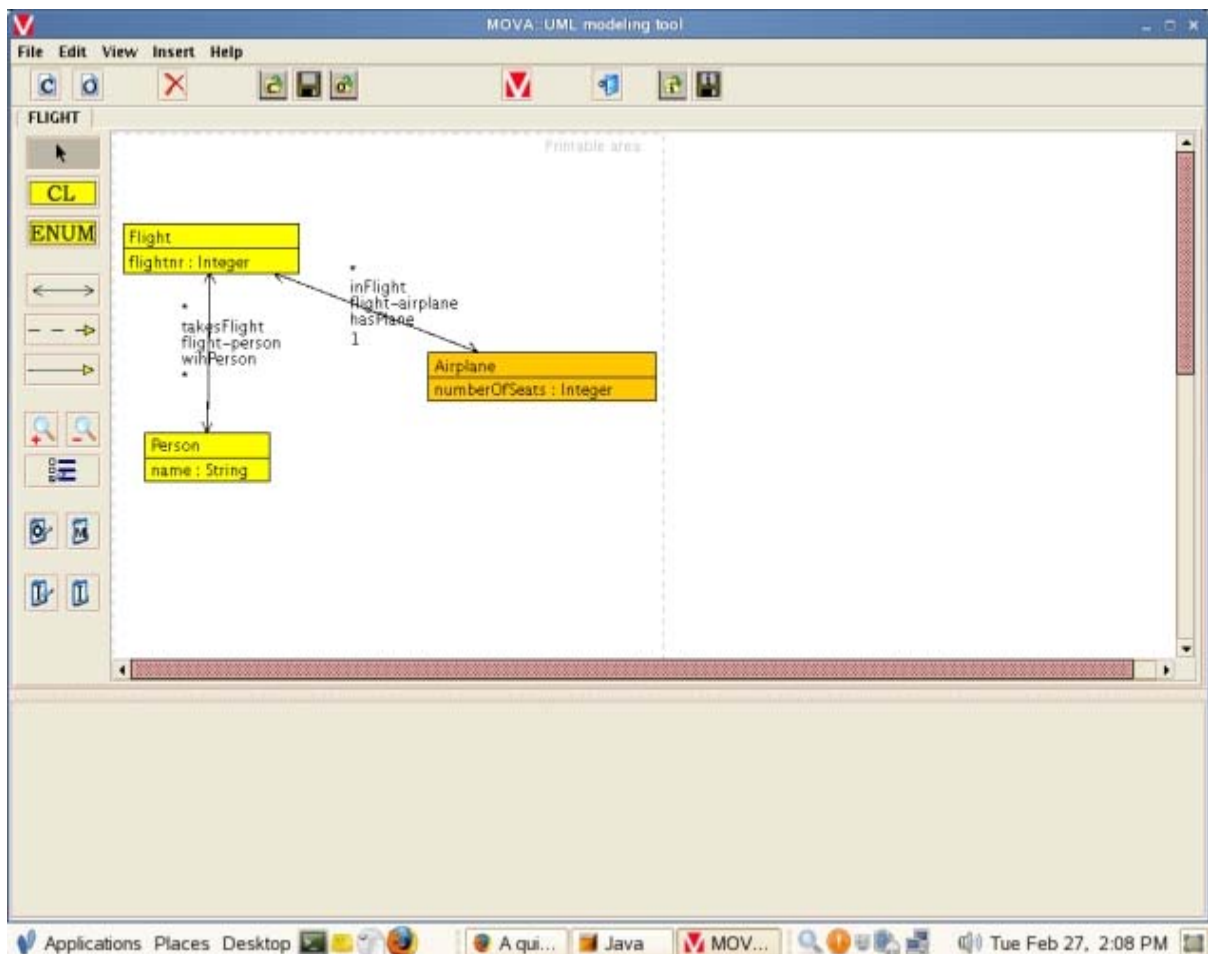 MOVA::UML modeling tool
File Edit View Insert Help
FLIGHT
Printable area
CL
ENUM
Flight
flightnr : Integer
*
inFlight
flight-airplane
hasPlane
1
*
takesFlight
flight-person
wihPerson
*
Airplane
numberOfSeats : Integer
Person
name : String
Applications Places Desktop A qui... Java MOV... Tue Feb 27, 2:08 PM